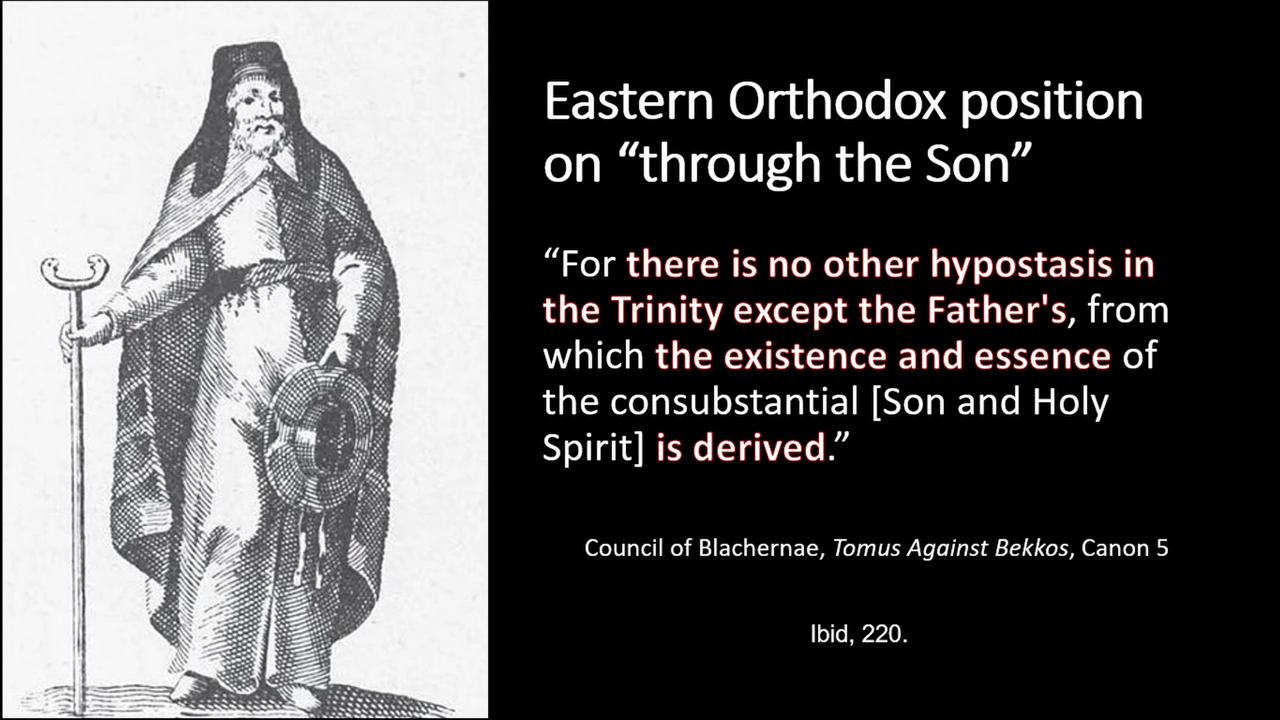 Eastern Orthodox position
on “through the Son”
“For there is no other hypostasis in
the Trinity except the Father's, from
which the existence and essence of
the consubstantial [Son and Holy
Spirit] is derived.”
Council of Blachernae, Tomus Against Bekkos, Canon 5
Ibid, 220.